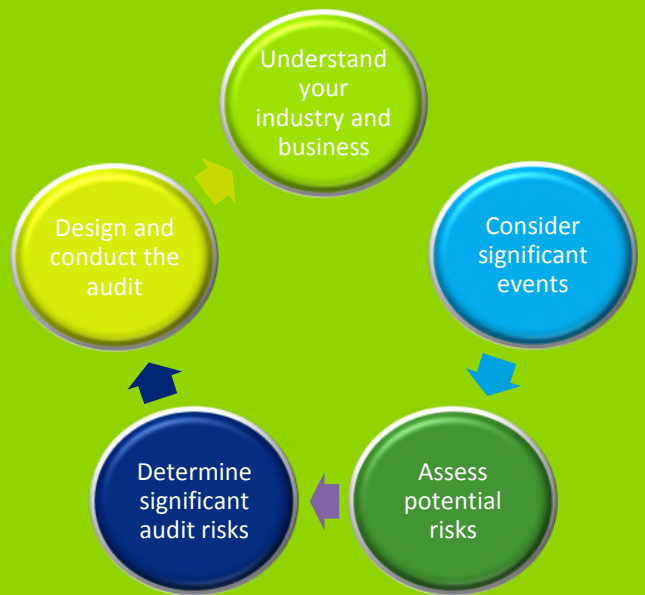 Understand
your
industry and
business
Consider
significant
events
Assess
potential
risks
Determine
significant
audit risks
Design and
conduct the
audit